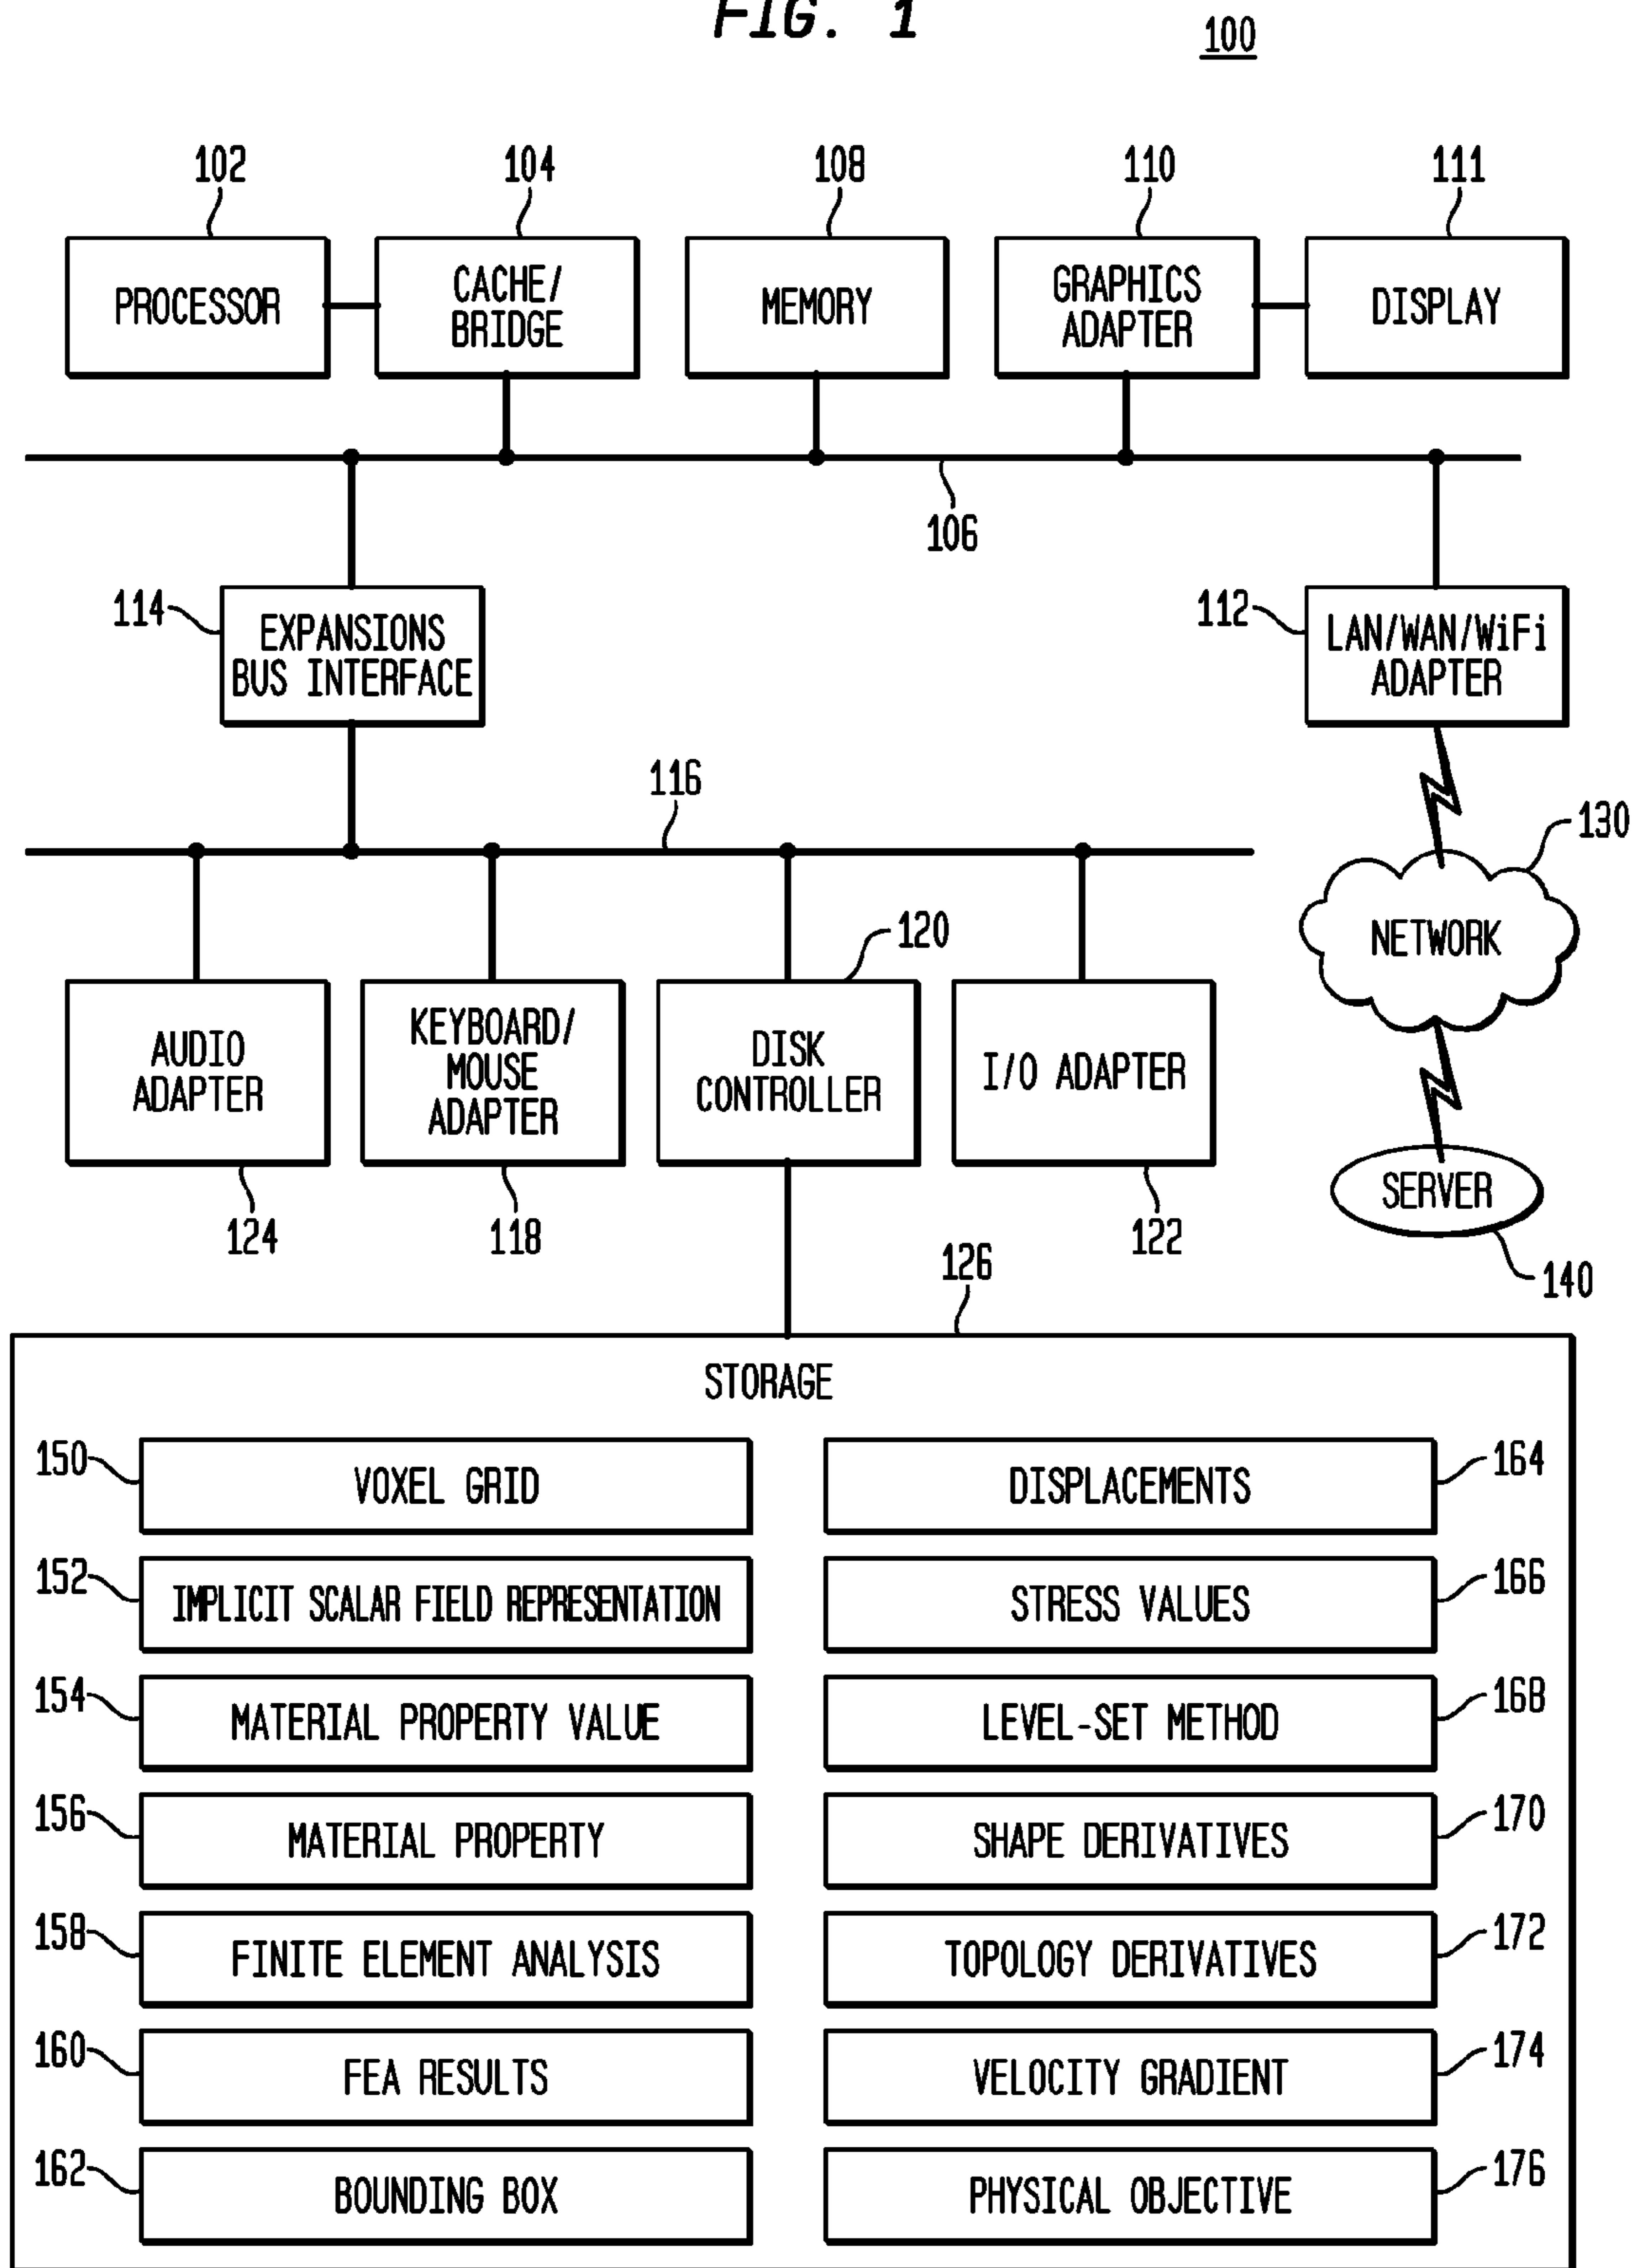 FIG. 1
100
102
104
108
110
111
PROCESSOR
CACHE/
BRIDGE
MEMORY
GRAPHICS
ADAPTER
DISPLAY
106
114
EXPANSIONS
BUS INTERFACE
112
LAN/WAN/WiFi
ADAPTER
116
130
NETWORK
120
AUDIO
ADAPTER
KEYBOARD/
MOUSE
ADAPTER
DISK
CONTROLLER
I/O ADAPTER
124
118
122
SERVER
140
126
STORAGE
150
VOXEL GRID
DISPLACEMENTS
164
152
IMPLICIT SCALAR FIELD REPRESENTATION
STRESS VALUES
166
154
MATERIAL PROPERTY VALUE
LEVEL-SET METHOD
168
156
MATERIAL PROPERTY
SHAPE DERIVATIVES
170
158
FINITE ELEMENT ANALYSIS
TOPOLOGY DERIVATIVES
172
160
FEA RESULTS
VELOCITY GRADIENT
174
162
BOUNDING BOX
PHYSICAL OBJECTIVE
176